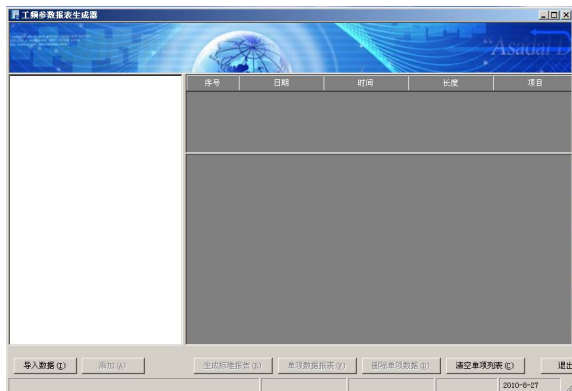 工频参数报表生成器
"Asadal D
序号 日期 时间 长度 项目
导入数据(I) 添加(A) 生成标准报告(S) 单项数据报表(V) 删除单项数据(D) 清空单项列表(C) 退出
2010-8-27